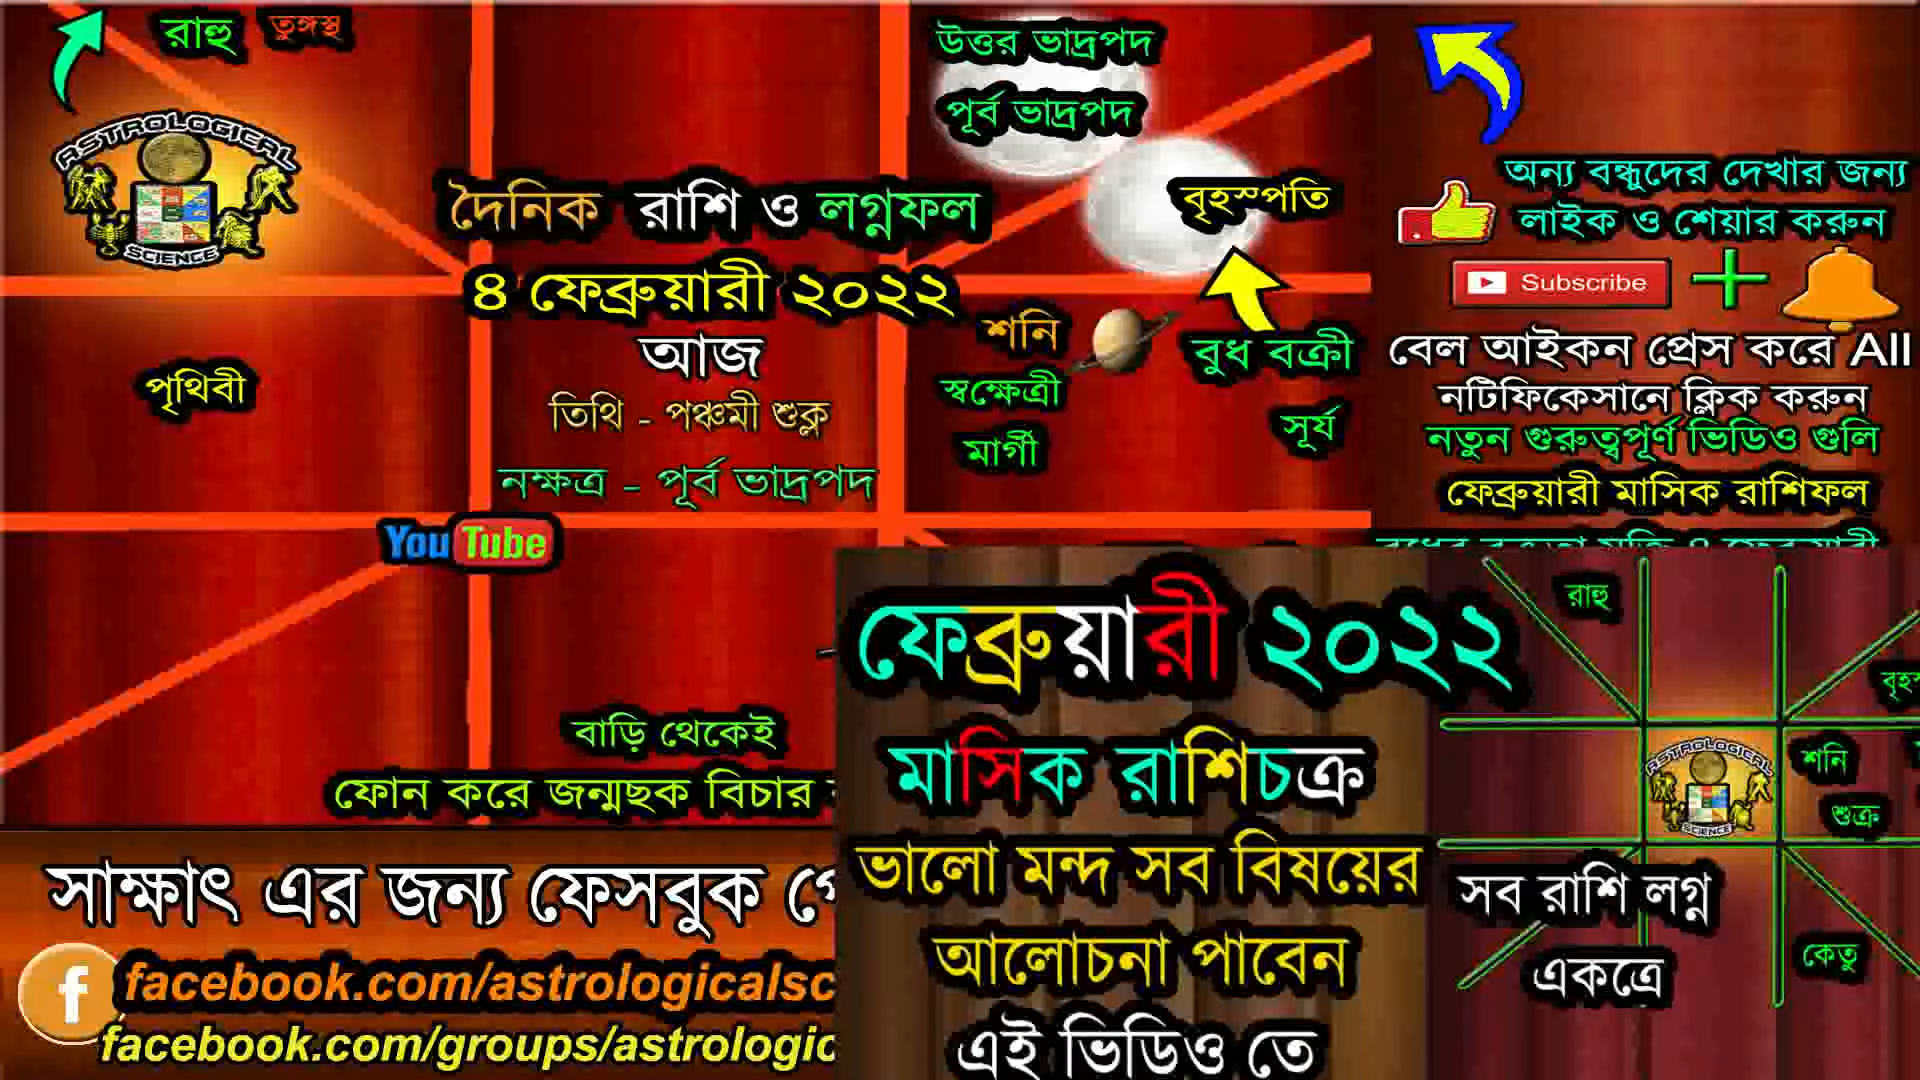 রাহু তুঙ্গস্থ
ASTROLOGICAL
SCIENCE
উত্তর ভাদ্রপদ
পূর্ব ভাদ্রপদ
বৃহস্পতি
দৈনিক রাশি ও লগ্নফল
৪ ফেব্রুয়ারী ২০২২
আজ
তিথি - পঞ্চমী শুক্ল
নক্ষত্র - পূর্ব ভাদ্রপদ
শনি
স্বক্ষেত্রী
মার্গী
বুধ বক্রী
সূর্য
পৃথিবী
অন্য বন্ধুদের দেখার জন্য
লাইক ও শেয়ার করুন
Subscribe
বেল আইকন প্রেস করে All
নটিফিকেসানে ক্লিক করুন
নতুন গুরুত্বপূর্ণ ভিডিও গুলি
ফেব্রুয়ারী মাসিক রাশিফল
YouTube
বাড়ি থেকেই
ফোন করে জন্মছক বিচার
সাক্ষাৎ এর জন্য ফেসবুক
facebook.com/astrologicalsc
facebook.com/groups/astrologic
ফেব্রুয়ারী ২০২২
মাসিক রাশিচক্র
ভালো মন্দ সব বিষয়ের
আলোচনা পাবেন
এই ভিডিও তে
রাহু
ASTROLOGICAL
SCIENCE
শনি
শুক্র
সব রাশি লগ্ন
একত্রে
কেতু